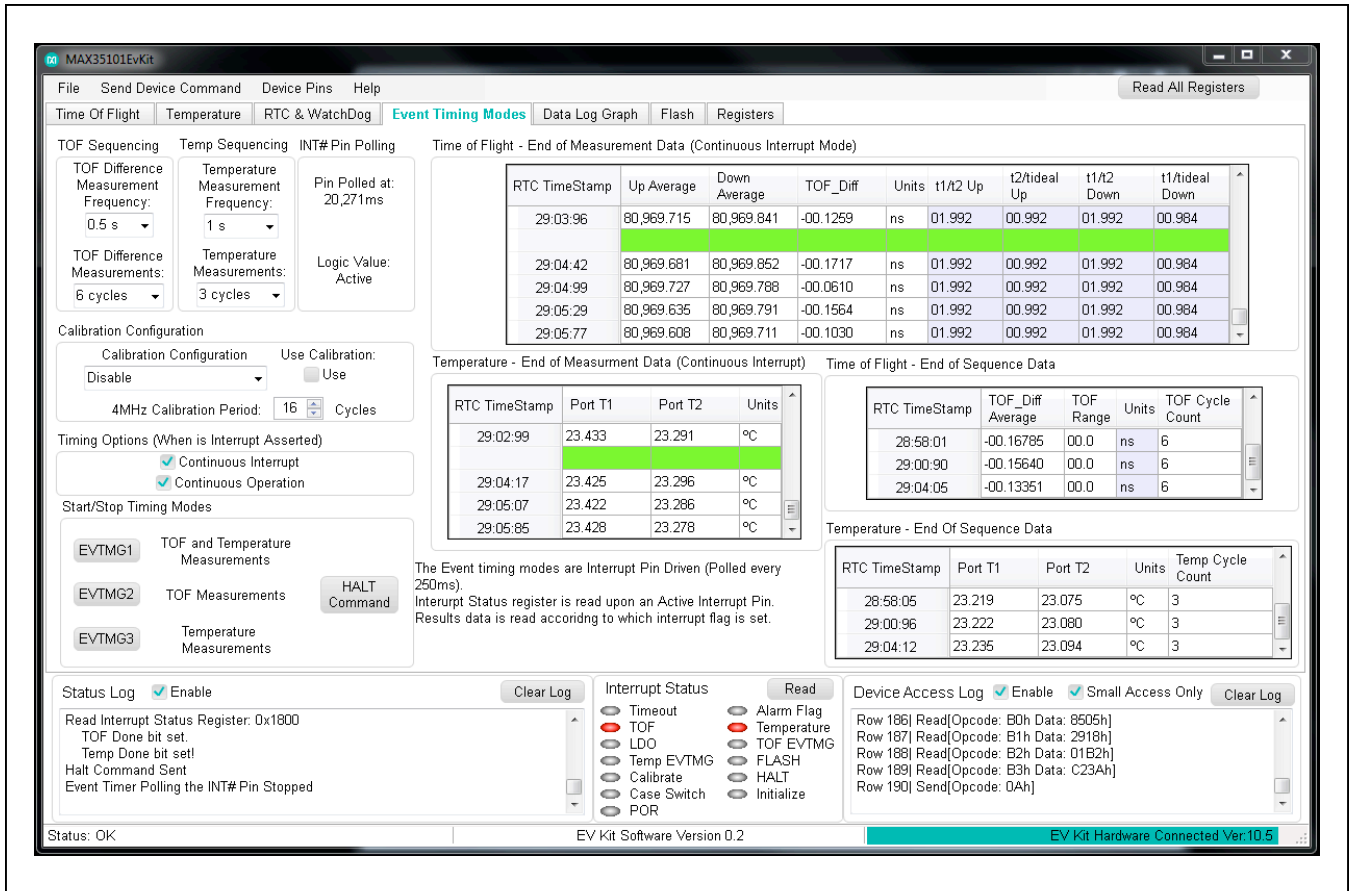 MAX35101EvKit
File Send Device Command Device Pins Help Read All Registers
Time Of Flight Temperature RTC & WatchDog Event Timing Modes Data Log Graph Flash Registers
TOF Sequencing
TOF Difference
Measurement
Frequency:
0.5 s
TOF Difference
Measurements:
6 cycles
Temp Sequencing
Temperature
Measurement
Frequency:
1 s
Temperature
Measurements:
3 cycles
INT# Pin Polling
Pin Polled at:
20,271ms
Logic Value:
Active
Calibration Configuration
Calibration Configuration Use Calibration:
Disable Use
4MHz Calibration Period: 16 Cycles
Timing Options (When is Interrupt Asserted)
Continuous Interrupt
Continuous Operation
Start/Stop Timing Modes
EVTMG1 TOF and Temperature
Measurements
EVTMG2 TOF Measurements
HALT
Command
EVTMG3 Temperature
Measurements
Time of Flight - End of Measurement Data (Continuous Interrupt Mode)
RTC TimeStamp Up Average Down Average TOF_Diff Units t1/t2 Up t2/tideal Up t1/t2 Down t1/tideal Down
29:03:96 80,969.715 80,969.841 -00.1259 ns 01.992 00.992 01.992 00.984
29:04:42 80,969.681 80,969.852 -00.1717 ns 01.992 00.992 01.992 00.984
29:04:99 80,969.727 80,969.788 -00.0610 ns 01.992 00.992 01.992 00.984
29:05:29 80,969.635 80,969.791 -00.1564 ns 01.992 00.992 01.992 00.984
29:05:77 80,969.608 80,969.711 -00.1030 ns 01.992 00.992 01.992 00.984
Temperature - End of Measurment Data (Continuous Interrupt)
RTC TimeStamp Port T1 Port T2 Units
29:02:99 23.433 23.291 ºC
29:04:17 23.425 23.296 ºC
29:05:07 23.422 23.286 ºC
29:05:85 23.428 23.278 ºC
The Event timing modes are Interrupt Pin Driven (Polled every
250ms).
Interurpt Status register is read upon an Active Interrupt Pin.
Results data is read accoridng to which interrupt flag is set.
Time of Flight - End of Sequence Data
RTC TimeStamp TOF_Diff Average TOF Range Units TOF Cycle Count
28:58:01 -00.16785 00.0 ns 6
29:00:90 -00.15640 00.0 ns 6
29:04:05 -00.13351 00.0 ns 6
Temperature - End Of Sequence Data
RTC TimeStamp Port T1 Port T2 Units Temp Cycle Count
28:58:05 23.219 23.075 ºC 3
29:00:96 23.222 23.080 ºC 3
29:04:12 23.235 23.094 ºC 3
Status Log Enable Clear Log
Read Interrupt Status Register: 0x1800
TOF Done bit set.
Temp Done bit set!
Halt Command Sent
Event Timer Polling the INT# Pin Stopped
Interrupt Status Read
Timeout Alarm Flag
TOF Temperature
LDO TOF EVTMG
Temp EVTMG FLASH
Calibrate HALT
Case Switch Initialize
POR
Device Access Log Enable Small Access Only Clear Log
Row 186| Read[Opcode: B0h Data: 8505h]
Row 187| Read[Opcode: B1h Data: 2918h]
Row 188| Read[Opcode: B2h Data: 01B2h]
Row 189| Read[Opcode: B3h Data: C23Ah]
Row 190| Send[Opcode: 0Ah]
Status: OK EV Kit Software Version 0.2 EV Kit Hardware Connected Ver:10.5